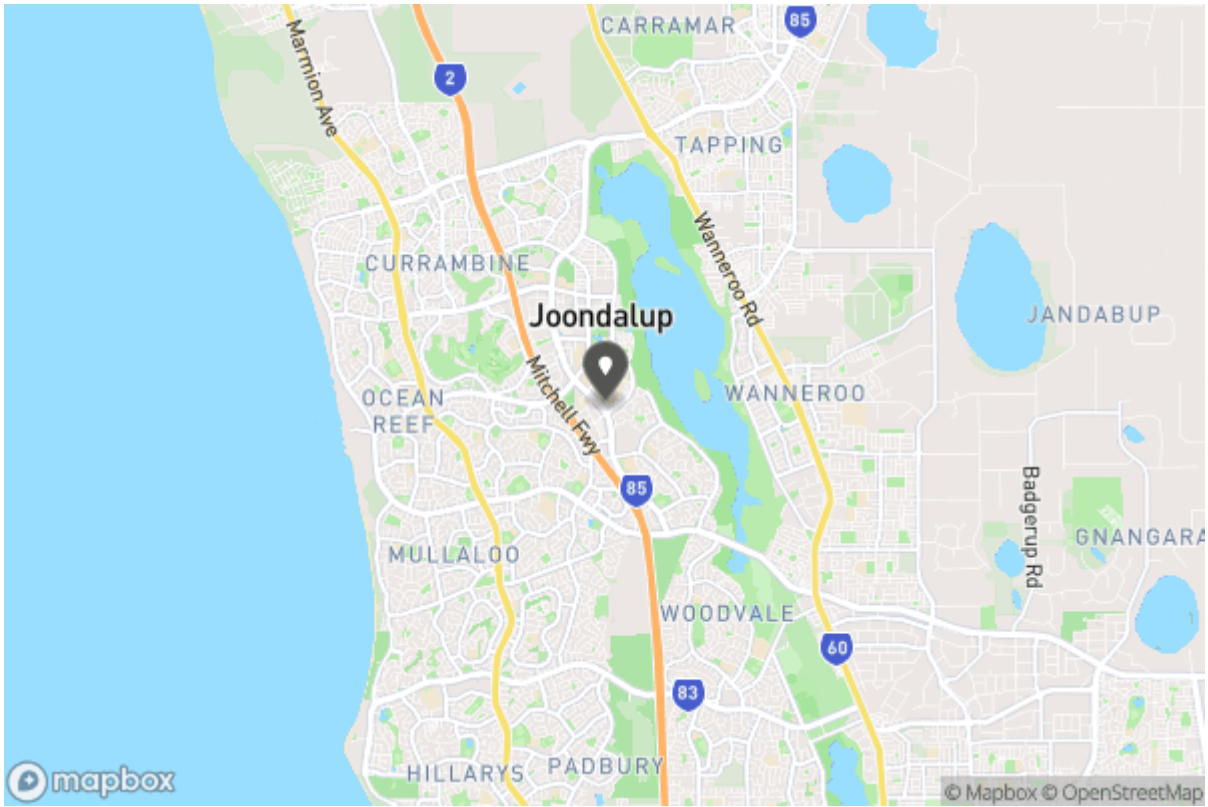 CARRAMAR
85
Marmion Ave
2
TAPPING
Wanneroo Rd
CURRAMBINE
Joondalup
JANDABUP
Mitchell Fwy
OCEAN
REEF
WANNEROO
85
Badgerup Rd
GNANGARA
MULLALOO
WOODVALE
60
83
HILLARYS
PADBURY
mapbox
© Mapbox © OpenStreetMap